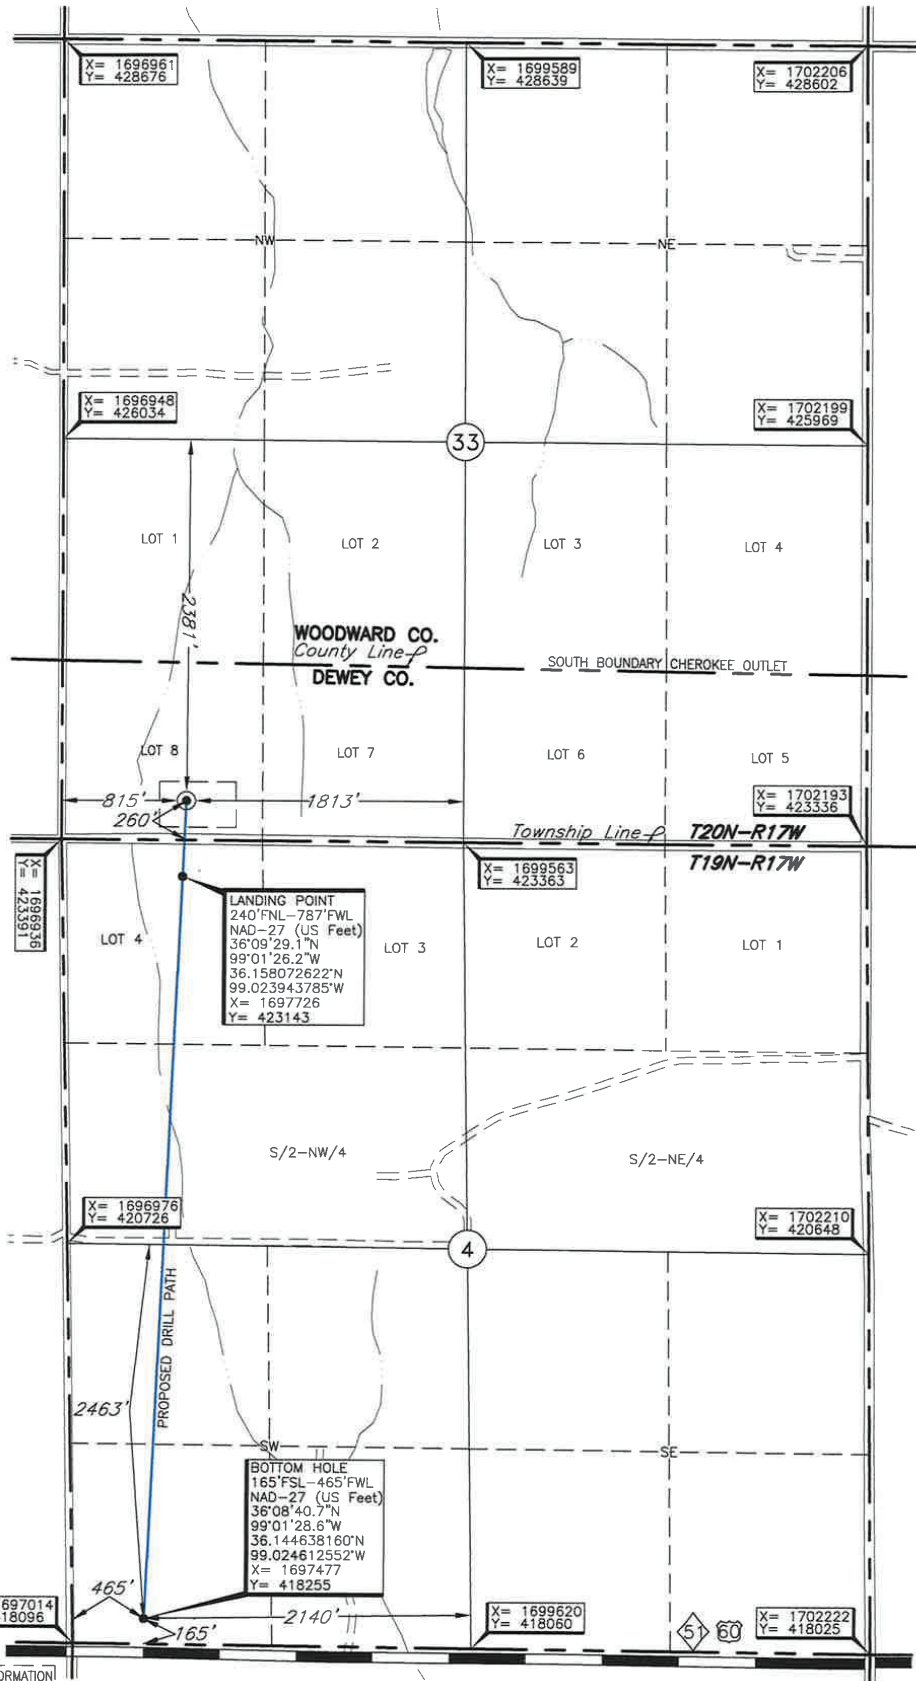 X= 1696961
Y= 428676
X= 1699589
Y= 428639
X= 1702206
Y= 428602
NW
NE
X= 1696948
Y= 426034
X= 1702199
Y= 425969
33
LOT 1
LOT 2
LOT 3
LOT 4
2381'
WOODWARD CO.
County Line
DEWEY CO.
SOUTH BOUNDARY CHEROKEE OUTLET
LOT 8
LOT 7
LOT 6
LOT 5
815'
1813'
260'
X= 1702193
Y= 423336
Township Line
T20N-R17W
T19N-R17W
X= 1696936
Y= 423391
X= 1699563
Y= 423363
LANDING POINT
240'FNL-787'FWL
NAD-27 (US Feet)
36°09'29.1"N
99°01'26.2"W
36.158072622°N
99.023943785°W
X= 1697726
Y= 423143
LOT 4
LOT 3
LOT 2
LOT 1
S/2-NW/4
S/2-NE/4
X= 1696976
Y= 420726
X= 1702210
Y= 420648
4
PROPOSED DRILL PATH
2463'
SW
SE
BOTTOM HOLE
165'FSL-465'FWL
NAD-27 (US Feet)
36°08'40.7"N
99°01'28.6"W
36.144638160°N
99.024612552°W
X= 1697477
Y= 418255
465'
2140'
165'
697014
18096
X= 1699620
Y= 418060
51
60
X= 1702222
Y= 418025
ORMATION